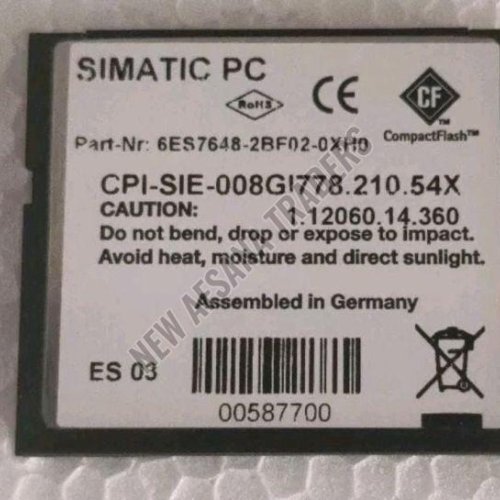 SIMATIC PC
RoHS
CE
CF
CompactFlash™
Part-Nr: 6ES7648-2BF02-0XH0
CPI-SIE-008GI778.210.54X
CAUTION: 1.12060.14.360
Do not bend, drop or expose to impact.
Avoid heat, moisture and direct sunlight.
Assembled in Germany
ES 03
00587700
NEW AFSANA TRADERS